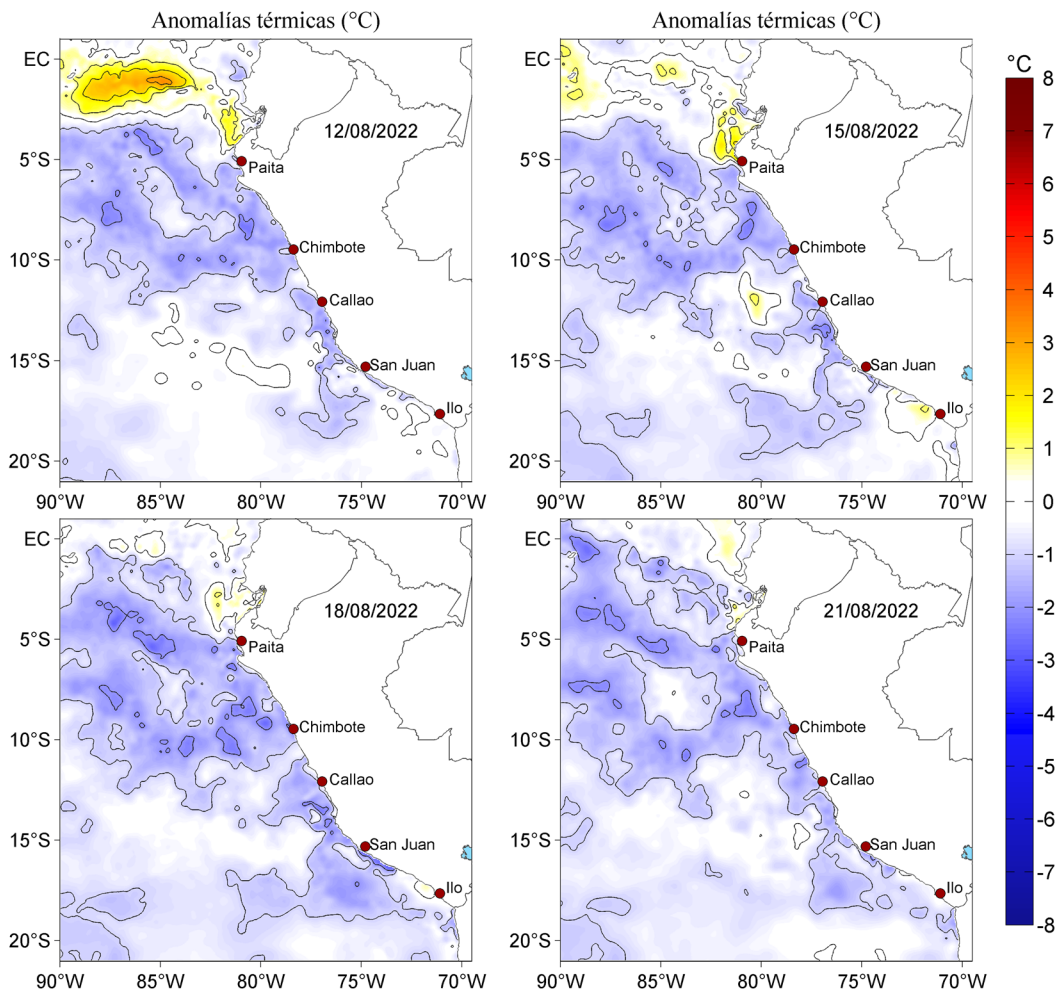 Anomalías térmicas (°C)
Anomalías térmicas (°C)
EC
5°S
10°S
15°S
20°S
90°W
85°W
80°W
75°W
70°W
12/08/2022
Paita
Chimbote
Callao
San Juan
Ilo
EC
5°S
10°S
15°S
20°S
90°W
85°W
80°W
75°W
70°W
15/08/2022
Paita
Chimbote
Callao
San Juan
Ilo
EC
5°S
10°S
15°S
20°S
90°W
85°W
80°W
75°W
70°W
18/08/2022
Paita
Chimbote
Callao
San Juan
Ilo
EC
5°S
10°S
15°S
20°S
90°W
85°W
80°W
75°W
70°W
21/08/2022
Paita
Chimbote
Callao
San Juan
Ilo
°C
8
7
6
5
4
3
2
1
0
-1
-2
-3
-4
-5
-6
-7
-8